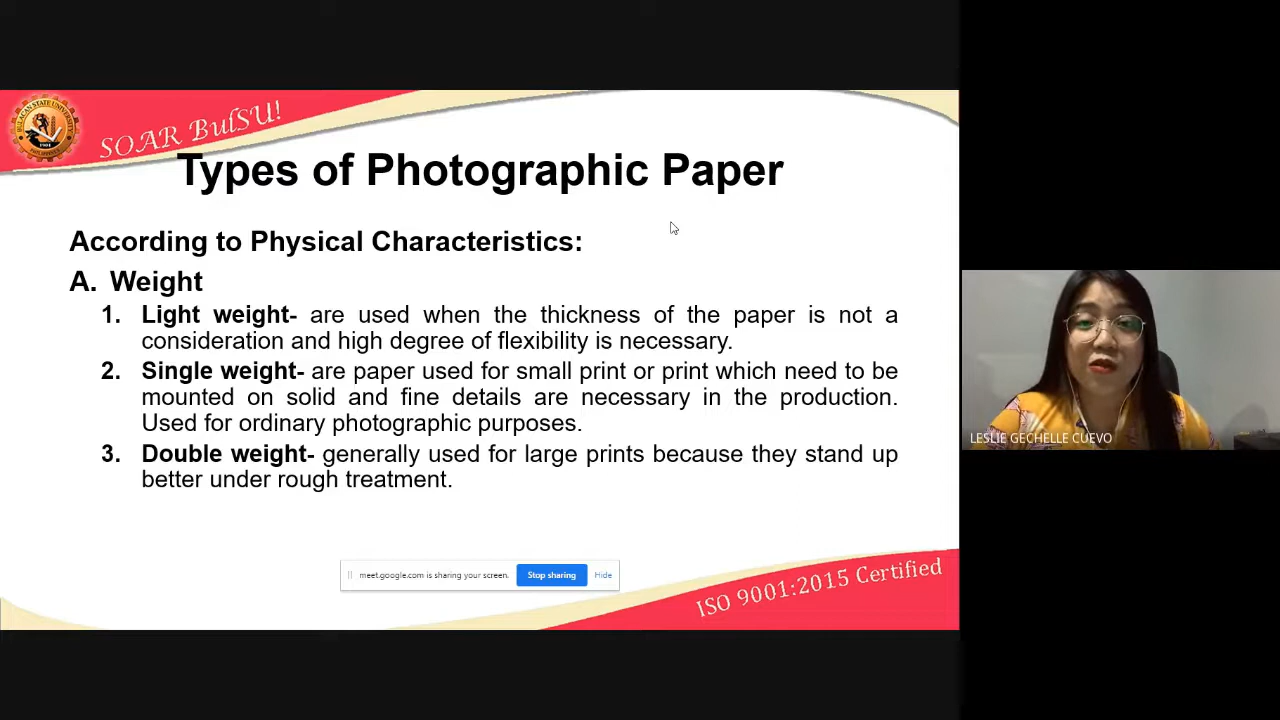 SOAR BulSU!
Types of Photographic Paper
According to Physical Characteristics:
A. Weight
1. Light weight- are used when the thickness of the paper is not a
consideration and high degree of flexibility is necessary.
2. Single weight- are paper used for small print or print which need to be
mounted on solid and fine details are necessary in the production.
Used for ordinary photographic purposes.
3. Double weight- generally used for large prints because they stand up
better under rough treatment.
LESLIE GECHELLE CUEVO
meet.google.com is sharing your screen. Stop sharing Hide
ISO 9001:2015 Certified